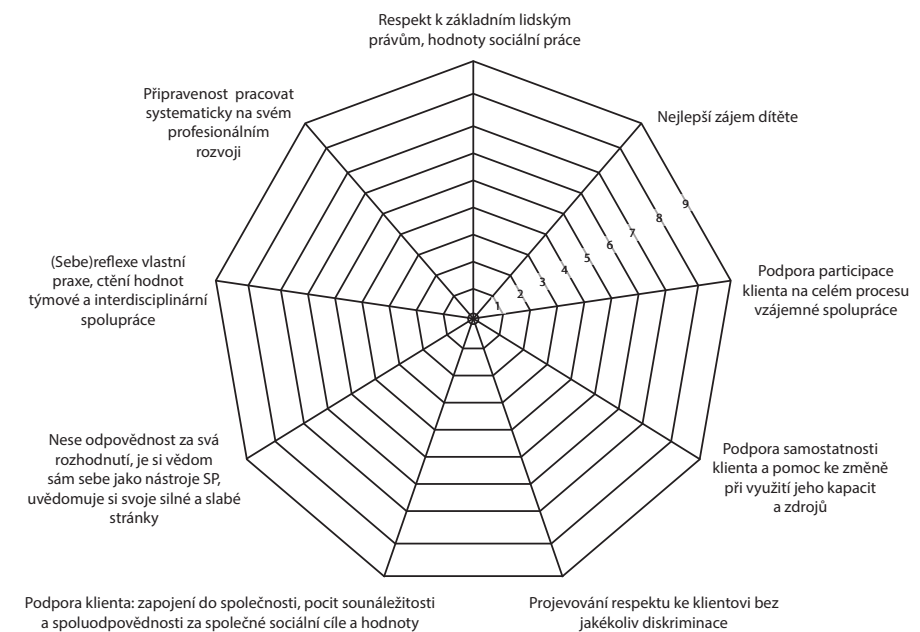 Respekt k základním lidským
právům, hodnoty sociální práce
Nejlepší zájem dítěte
Podpora participace
klienta na celém procesu
vzájemné spolupráce
Podpora samostatnosti
klienta a pomoc ke změně
při využití jeho kapacit
a zdrojů
Projevování respektu ke klientovi bez
jakékoliv diskriminace
Podpora klienta: zapojení do společnosti, pocit sounáležitosti
a spoluodpovědnosti za společné sociální cíle a hodnoty
Nese odpovědnost za svá
rozhodnutí, je si vědom
sám sebe jako nástroje SP,
uvědomuje si svoje silné a slabé
stránky
(Sebe)reflexe vlastní
praxe, ctění hodnot
týmové a interdisciplinární
spolupráce
Připravenost pracovat
systematicky na svém
profesionálním
rozvoji
1
2
3
4
5
6
7
8
9